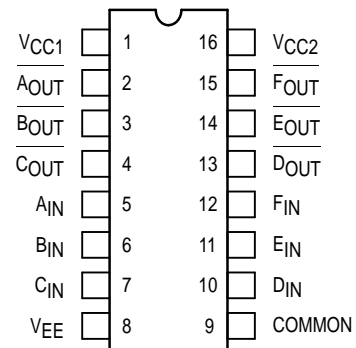 VCC1 1 16 VCC2
AOUT 2 15 FOUT
BOUT 3 14 EOUT
COUT 4 13 DOUT
AIN 5 12 FIN
BIN 6 11 EIN
CIN 7 10 DIN
VEE 8 9 COMMON